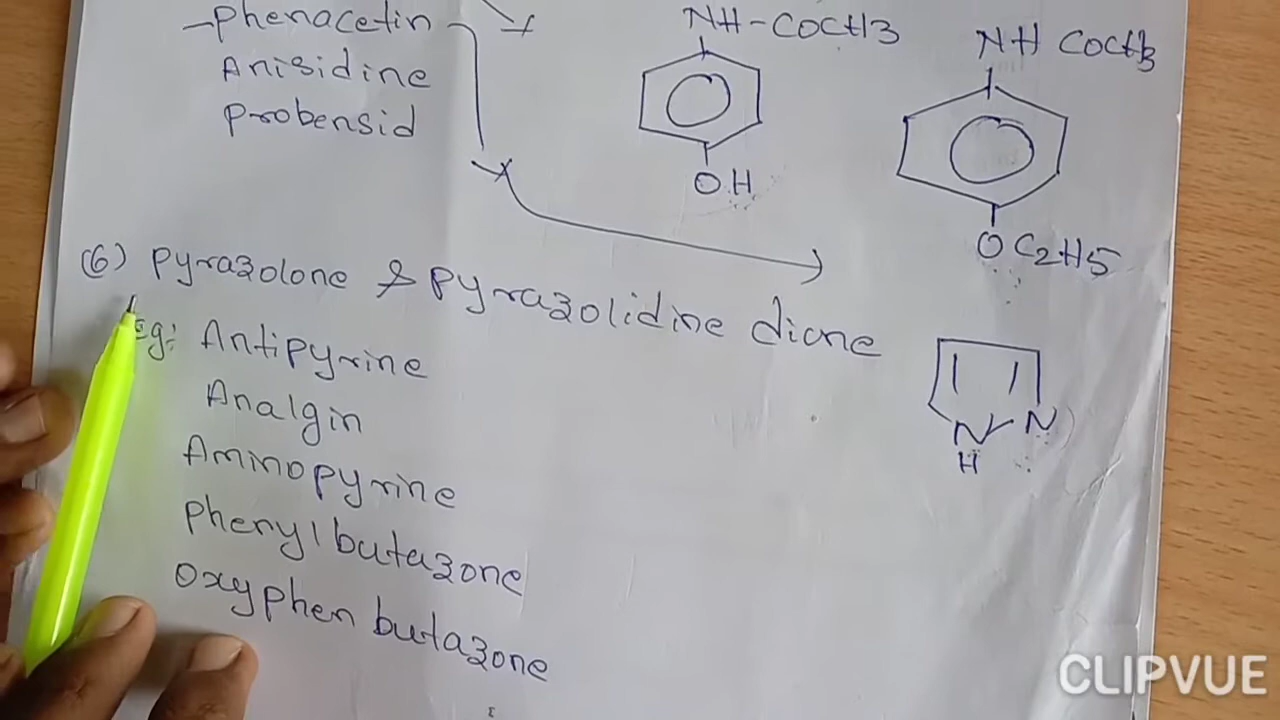 -phenacetin
Anisidine
probensid
NH-COCH3
OH
NH COCH3
OC2H5
(6) pyrazolone & pyrazolidine dione
Eg: Antipyrine
Analgin
Aminopyrine
phenylbutazone
oxyphen butazone
N
H
N
CLIPVUE